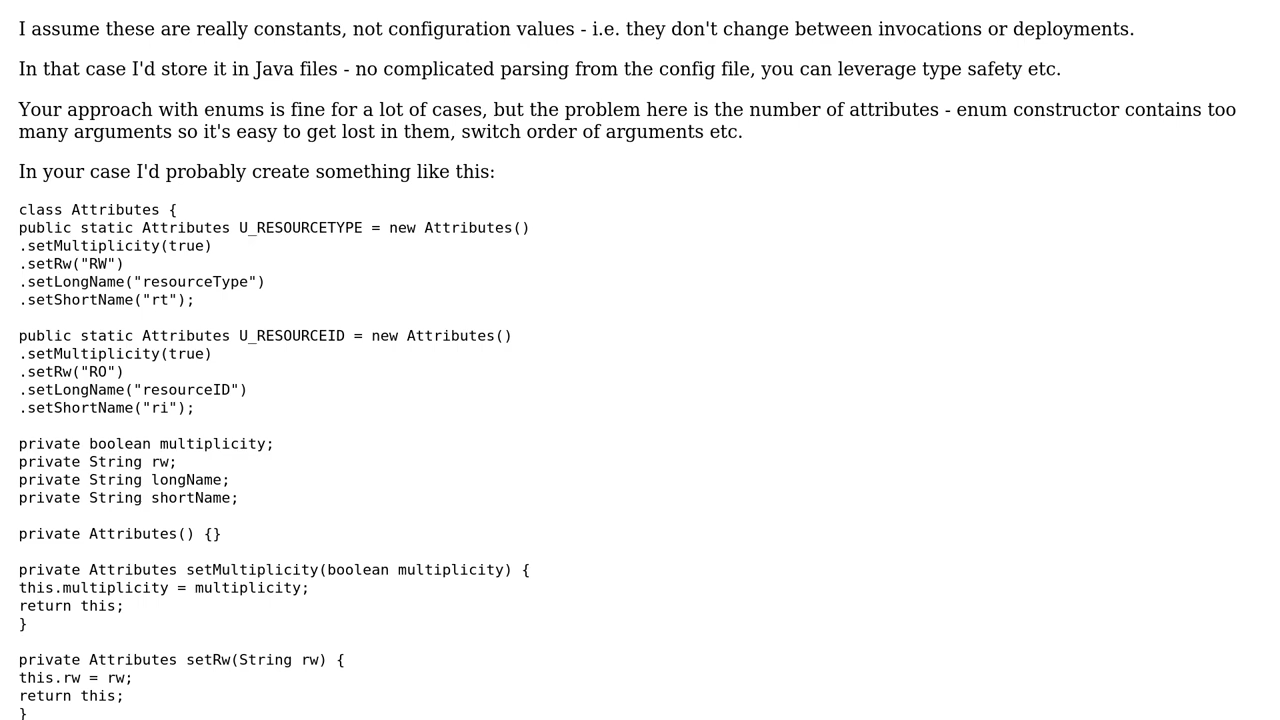 I assume these are really constants, not configuration values - i.e. they don't change between invocations or deployments.
In that case I'd store it in Java files - no complicated parsing from the config file, you can leverage type safety etc.
Your approach with enums is fine for a lot of cases, but the problem here is the number of attributes - enum constructor contains too
many arguments so it's easy to get lost in them, switch order of arguments etc.
In your case I'd probably create something like this:
class Attributes {
public static Attributes U_RESOURCETYPE = new Attributes()
.setMultiplicity(true)
.setRw("RW")
.setLongName("resourceType")
.setShortName("rt");
public static Attributes U_RESOURCEID = new Attributes()
.setMultiplicity(true)
.setRw("RO")
.setLongName("resourceID")
.setShortName("ri");
private boolean multiplicity;
private String rw;
private String longName;
private String shortName;
private Attributes() {}
private Attributes setMultiplicity(boolean multiplicity) {
this.multiplicity = multiplicity;
return this;
}
private Attributes setRw(String rw) {
this.rw = rw;
return this;
}